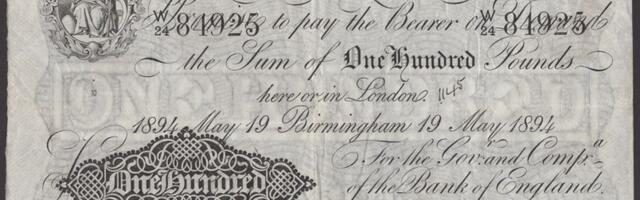 W/24 84925 to pay the Bearer on Demand W/24 84925
the Sum of One Hundred Pounds
here or in London. 1145
1894 May 19 Birmingham 19 May 1894
For the Govr. and Compa.
One Hundred of the Bank of England.